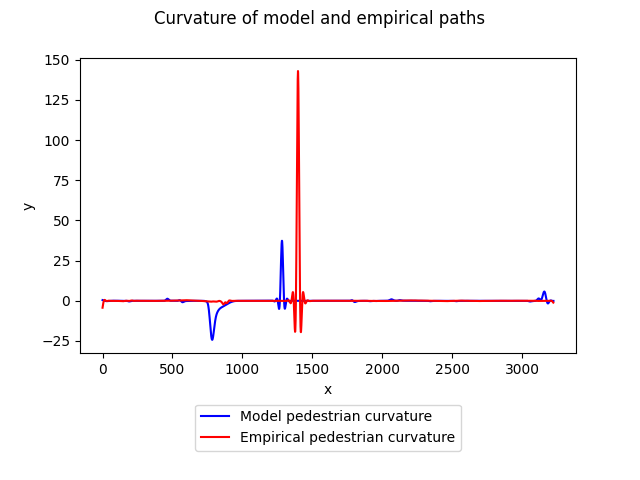 Curvature of model and empirical paths
150
125
100
75
50
25
0
−25
y
0 500 1000 1500 2000 2500 3000
x
Model pedestrian curvature
Empirical pedestrian curvature